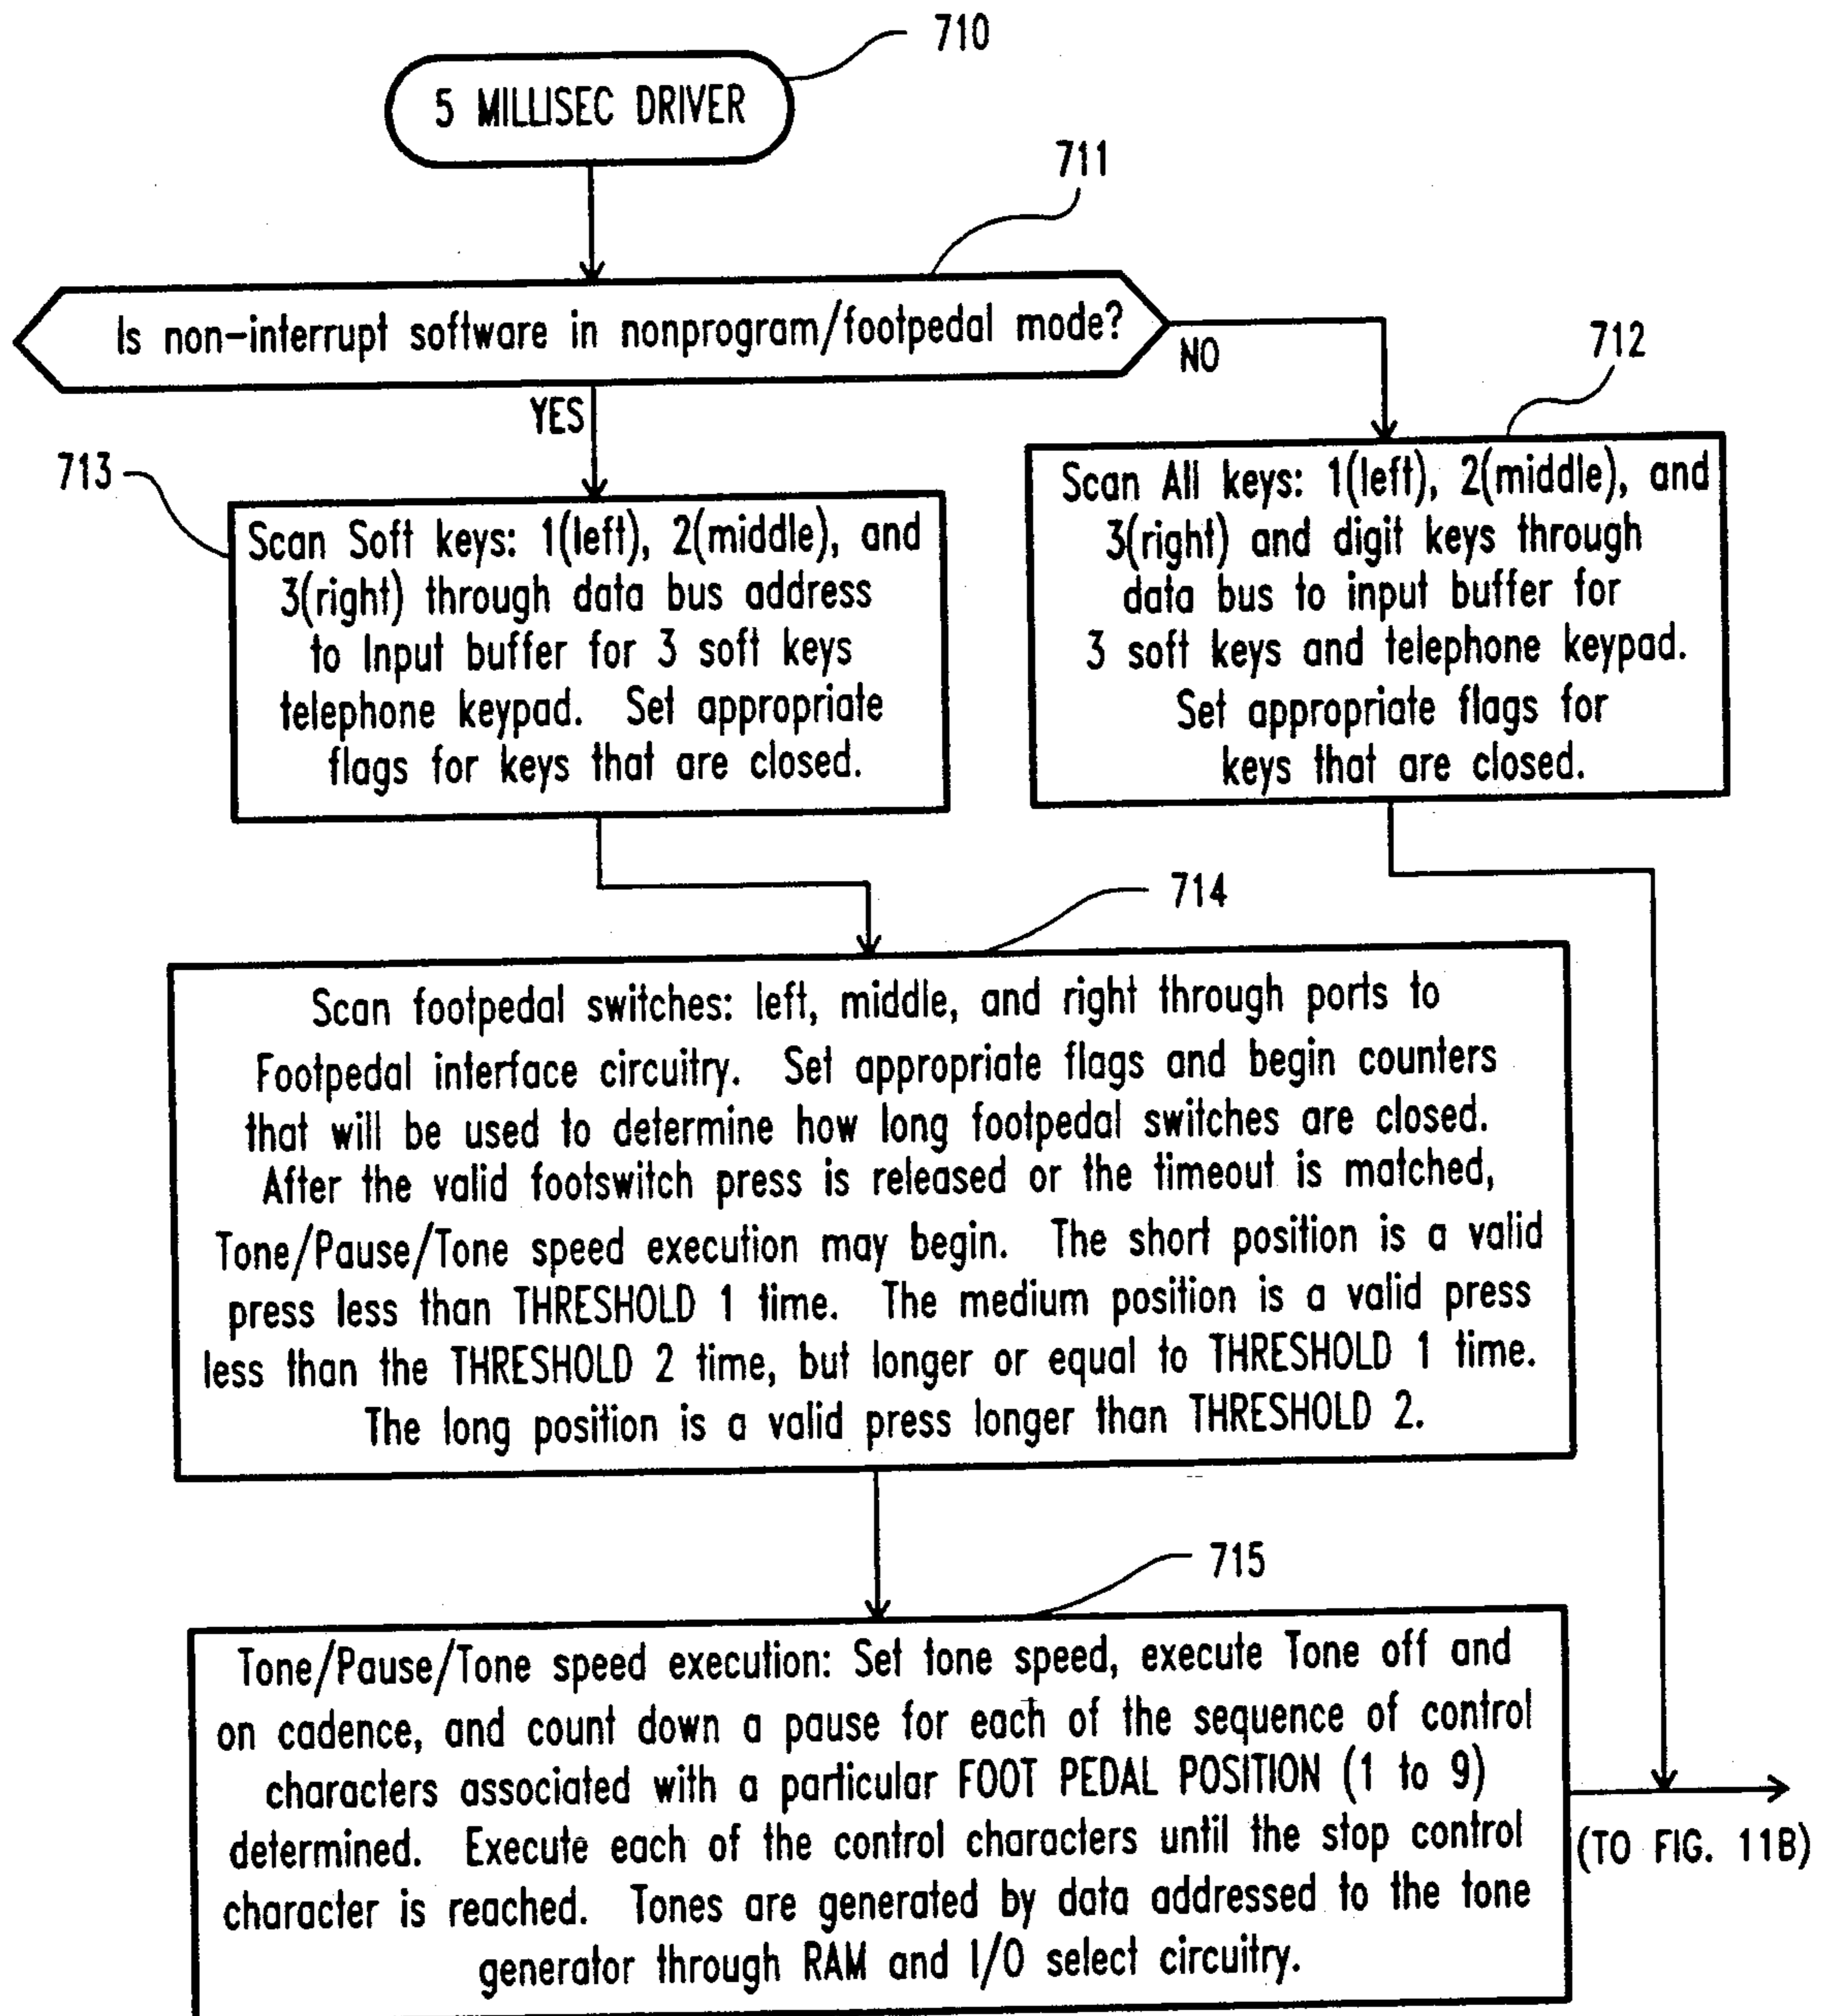 710
5 MILLISEC DRIVER
711
Is non-interrupt software in nonprogram/footpedal mode?
NO
712
YES
713
Scan Soft keys: 1(left), 2(middle), and
3(right) through data bus address
to Input buffer for 3 soft keys
telephone keypad. Set appropriate
flags for keys that are closed.
Scan All keys: 1(left), 2(middle), and
3(right) and digit keys through
data bus to input buffer for
3 soft keys and telephone keypad.
Set appropriate flags for
keys that are closed.
714
Scan footpedal switches: left, middle, and right through ports to
Footpedal interface circuitry. Set appropriate flags and begin counters
that will be used to determine how long footpedal switches are closed.
After the valid footswitch press is released or the timeout is matched,
Tone/Pause/Tone speed execution may begin. The short position is a valid
press less than THRESHOLD 1 time. The medium position is a valid press
less than the THRESHOLD 2 time, but longer or equal to THRESHOLD 1 time.
The long position is a valid press longer than THRESHOLD 2.
715
Tone/Pause/Tone speed execution: Set tone speed, execute Tone off and
on cadence, and count down a pause for each of the sequence of control
characters associated with a particular FOOT PEDAL POSITION (1 to 9)
determined. Execute each of the control characters until the stop control
character is reached. Tones are generated by data addressed to the tone
generator through RAM and I/O select circuitry.
(TO FIG. 11B)